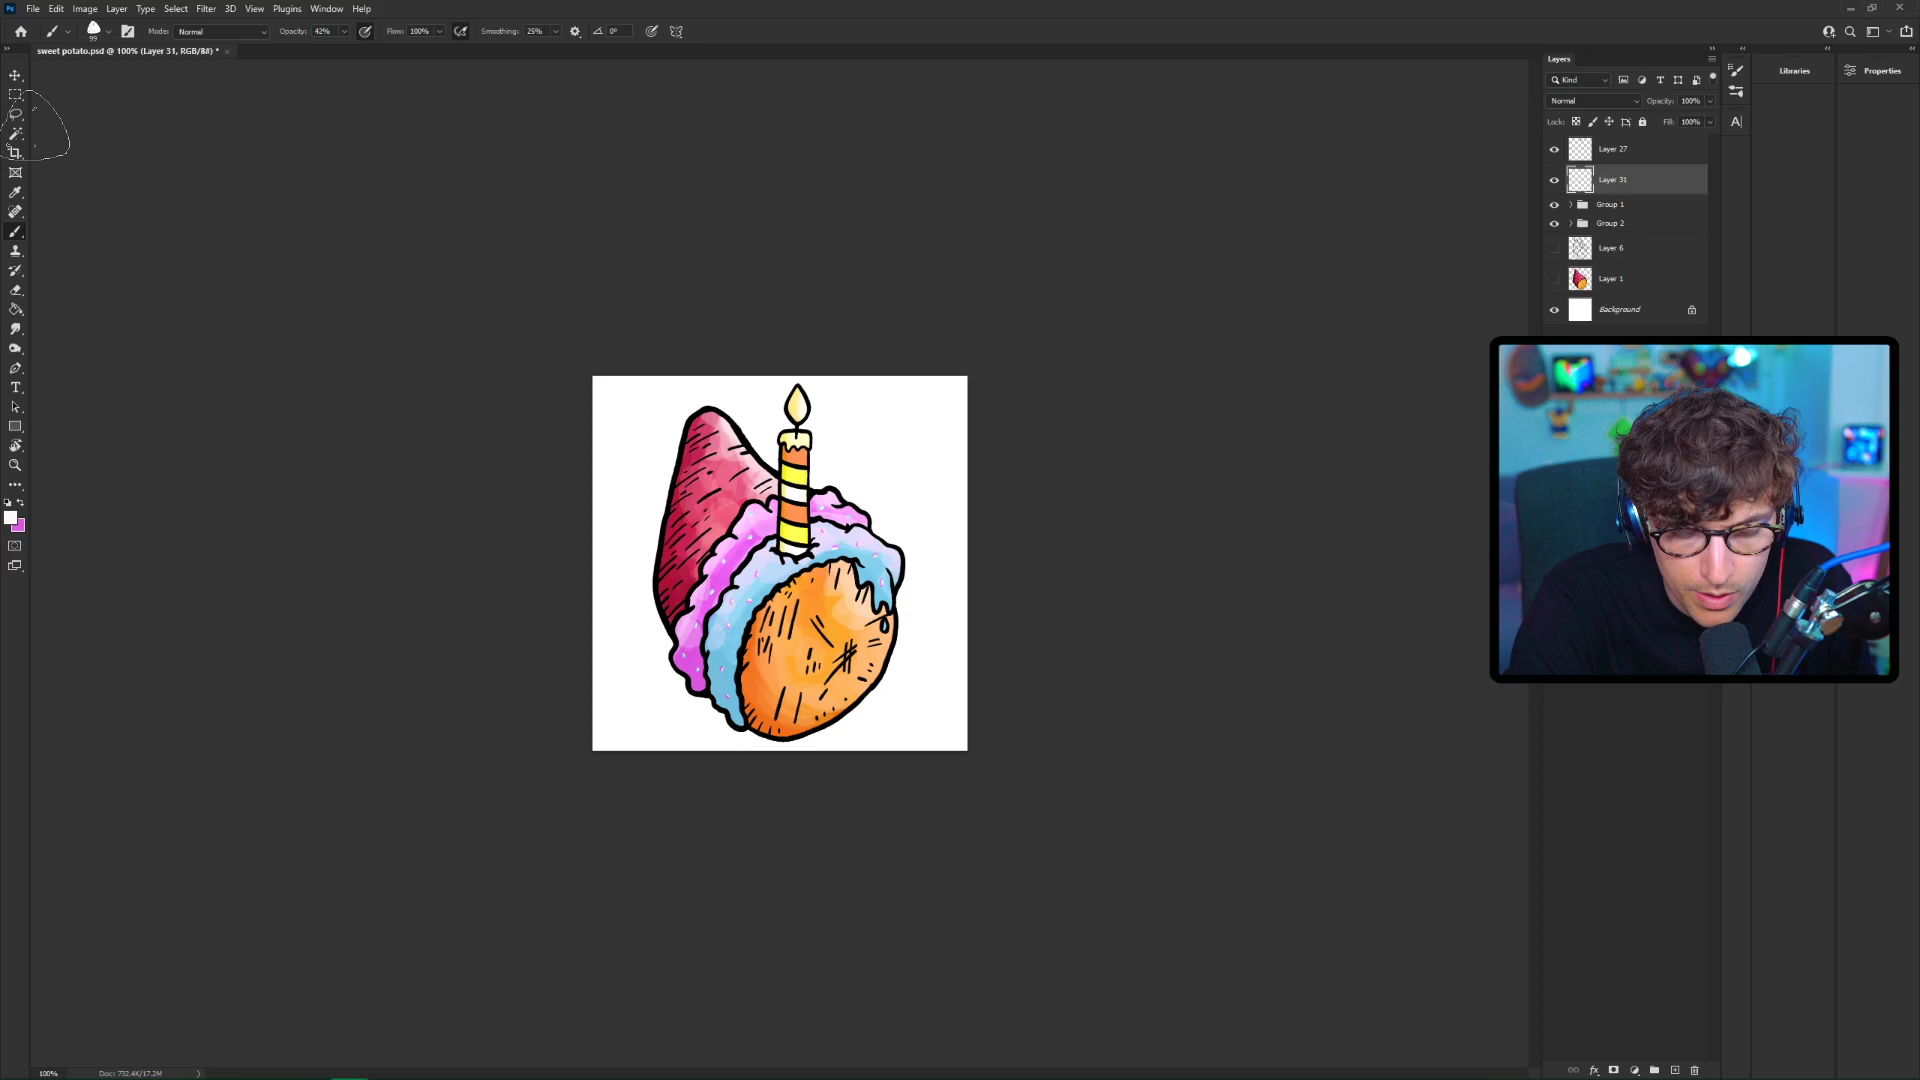 Ps File Edit Image Layer Type Select Filter 3D View Plugins Window Help
99 Mode: Normal Opacity: 42% Flow: 100% Smoothing: 25% 0°
sweet potato.psd @ 100% (Layer 31, RGB/8#) * ×
Layers
Kind
Normal Opacity: 100%
Lock: Fill: 100%
Layer 27
Layer 31
Group 1
Group 2
Layer 6
Layer 1
Background
Libraries
Properties
100% Doc: 732.4K/17.2M